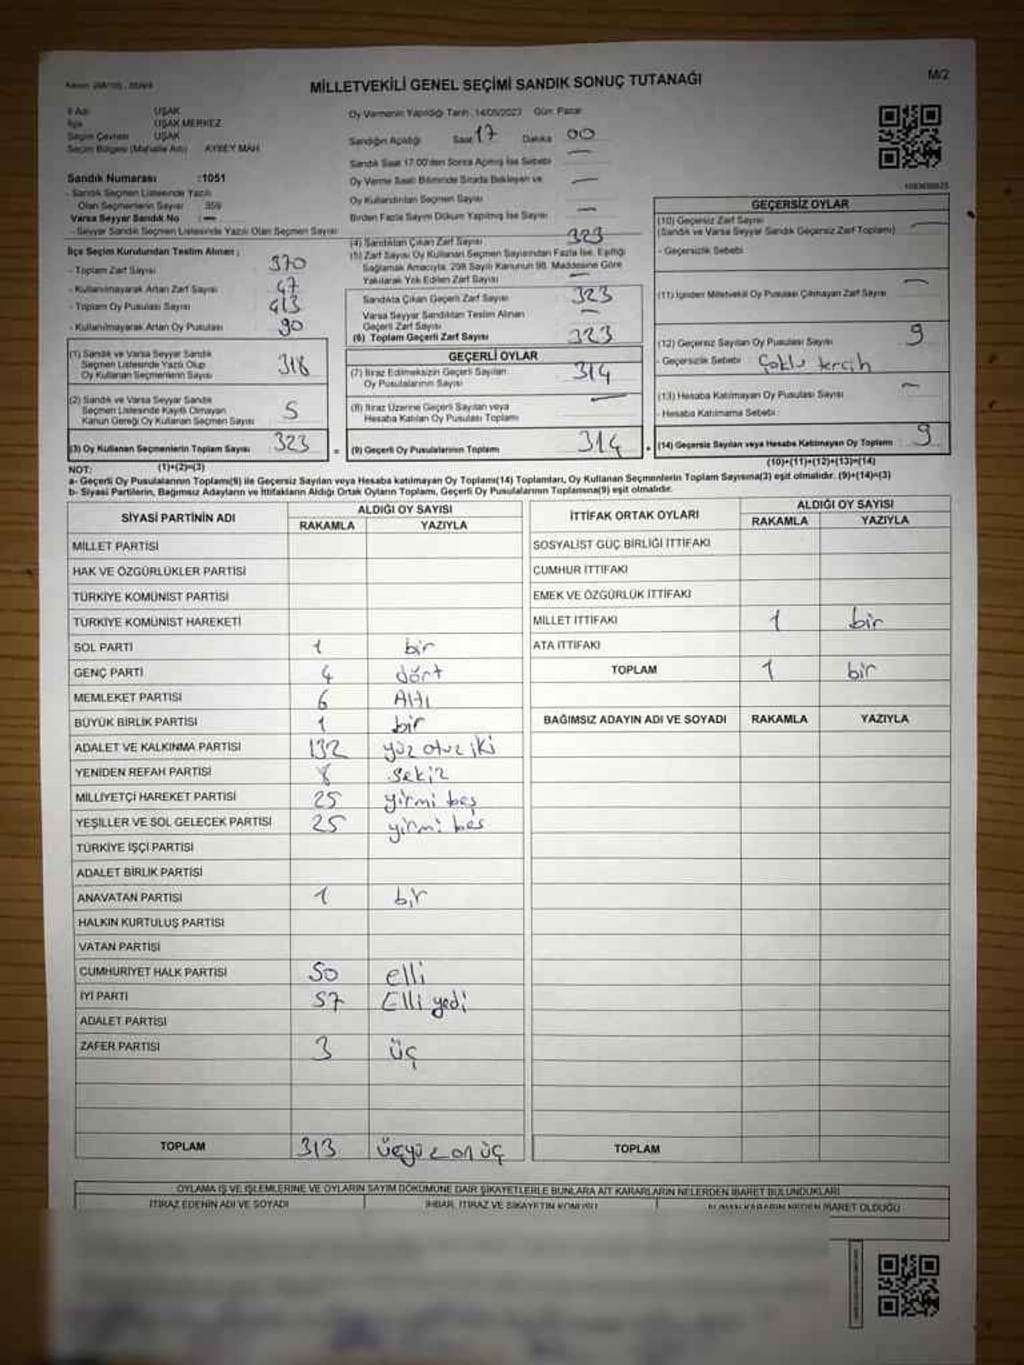 MİLLETVEKİLİ GENEL SEÇİMİ SANDIK SONUÇ TUTANAĞI
M/2
İl Adı UŞAK
İlçe UŞAK MERKEZ
Seçim Çevresi UŞAK
Seçim Bölgesi (Mahalle Adı) AYBEY MAH.
Sandık Numarası :1051
- Sandık Seçmen Listesinde Yazılı
Olan Seçmenlerin Sayısı 359
Varsa Seyyar Sandık No : —
- Seyyar Sandık Seçmen Listesinde Yazılı Olan Seçmen Sayısı
Oy Vermenin Yapıldığı Tarih : 14/05/2023 Gün: Pazar
Sandığın Açıldığı Saat 17 Dakika 00
Sandık Saat 17:00'den Sonra Açılmış İse Sebebi —
Oy Verme Saati Bitiminde Sırada Bekleyen ve
Oy Kullandırılan Seçmen Sayısı —
Birden Fazla Sayım Döküm Yapılmış İse Sayısı —
İlçe Seçim Kurulundan Teslim Alınan ;
- Toplam Zarf Sayısı 370
- Kullanılmayarak Artan Zarf Sayısı 47
- Toplam Oy Pusulası Sayısı 413
- Kullanılmayarak Artan Oy Pusulası 90
(1) Sandık ve Varsa Seyyar Sandık
Seçmen Listesinde Yazılı Olup
Oy Kullanan Seçmenlerin Sayısı 318
(2) Sandık ve Varsa Seyyar Sandık
Seçmen Listesinde Kayıtlı Olmayan
Kanun Gereği Oy Kullanan Seçmen Sayısı 5
(3) Oy Kullanan Seçmenlerin Toplam Sayısı 323
(1)+(2)=(3)
(4) Sandıktan Çıkan Zarf Sayısı 323
(5) Zarf Sayısı Oy Kullanan Seçmen Sayısından Fazla İse, Eşitliği
Sağlamak Amacıyla, 298 Sayılı Kanunun 98. Maddesine Göre
Yakılarak Yok Edilen Zarf Sayısı
Sandıkta Çıkan Geçerli Zarf Sayısı 323
Varsa Seyyar Sandıktan Teslim Alınan
Geçerli Zarf Sayısı —
(6) Toplam Geçerli Zarf Sayısı 323
GEÇERLİ OYLAR
(7) İtiraz Edilmeksizin Geçerli Sayılan
Oy Pusulalarının Sayısı 314
(8) İtiraz Üzerine Geçerli Sayılan veya
Hesaba Katılan Oy Pusulası Toplamı —
= (9) Geçerli Oy Pusulalarının Toplamı 314 +
GEÇERSİZ OYLAR
(10) Geçersiz Zarf Sayısı
(Sandık ve Varsa Seyyar Sandık Geçersiz Zarf Toplamı) —
- Geçersizlik Sebebi
(11) İçinden Milletvekili Oy Pusulası Çıkmayan Zarf Sayısı —
(12) Geçersiz Sayılan Oy Pusulası Sayısı 9
- Geçersizlik Sebebi Çoklu tercih
(13) Hesaba Katılmayan Oy Pusulası Sayısı —
- Hesaba Katılmama Sebebi
(14) Geçersiz Sayılan veya Hesaba Katılmayan Oy Toplamı 9
(10)+(11)+(12)+(13)=(14)
NOT:
a- Geçerli Oy Pusulalarının Toplamı(9) ile Geçersiz Sayılan veya Hesaba katılmayan Oy Toplamı(14) Toplamları, Oy Kullanan Seçmenlerin Toplam Sayısına(3) eşit olmalıdır. (9)+(14)=(3)
b- Siyasi Partilerin, Bağımsız Adayların ve İttifakların Aldığı Ortak Oyların Toplamı, Geçerli Oy Pusulalarının Toplamına(9) eşit olmalıdır.
SİYASİ PARTİNİN ADI ALDIĞI OY SAYISI
RAKAMLA YAZIYLA
MİLLET PARTİSİ
HAK VE ÖZGÜRLÜKLER PARTİSİ
TÜRKİYE KOMÜNİST PARTİSİ
TÜRKİYE KOMÜNİST HAREKETİ
SOL PARTİ 1 bir
GENÇ PARTİ 4 dört
MEMLEKET PARTİSİ 6 Altı
BÜYÜK BİRLİK PARTİSİ 1 bir
ADALET VE KALKINMA PARTİSİ 132 yüz otuz iki
YENİDEN REFAH PARTİSİ 8 sekiz
MİLLİYETÇİ HAREKET PARTİSİ 25 yirmi beş
YEŞİLLER VE SOL GELECEK PARTİSİ 25 yirmi beş
TÜRKİYE İŞÇİ PARTİSİ
ADALET BİRLİK PARTİSİ
ANAVATAN PARTİSİ 1 bir
HALKIN KURTULUŞ PARTİSİ
VATAN PARTİSİ
CUMHURİYET HALK PARTİSİ 50 elli
İYİ PARTİ 57 Elli yedi
ADALET PARTİSİ
ZAFER PARTİSİ 3 üç
TOPLAM 313 üçyüz on üç
İTTİFAK ORTAK OYLARI ALDIĞI OY SAYISI
RAKAMLA YAZIYLA
SOSYALİST GÜÇ BİRLİĞİ İTTİFAKI
CUMHUR İTTİFAKI
EMEK VE ÖZGÜRLÜK İTTİFAKI
MİLLET İTTİFAKI 1 bir
ATA İTTİFAKI
TOPLAM 1 bir
BAĞIMSIZ ADAYIN ADI VE SOYADI RAKAMLA YAZIYLA
TOPLAM
OYLAMA İŞ VE İŞLEMLERİNE VE OYLARIN SAYIM DÖKÜMÜNE DAİR ŞİKAYETLERLE BUNLARA AİT KARARLARIN NELERDEN İBARET BULUNDUKLARI
İTİRAZ EDENİN ADI VE SOYADI İHBAR, İTİRAZ VE ŞİKAYETİN KONUSU ALINAN KARARIN NEDEN İBARET OLDUĞU